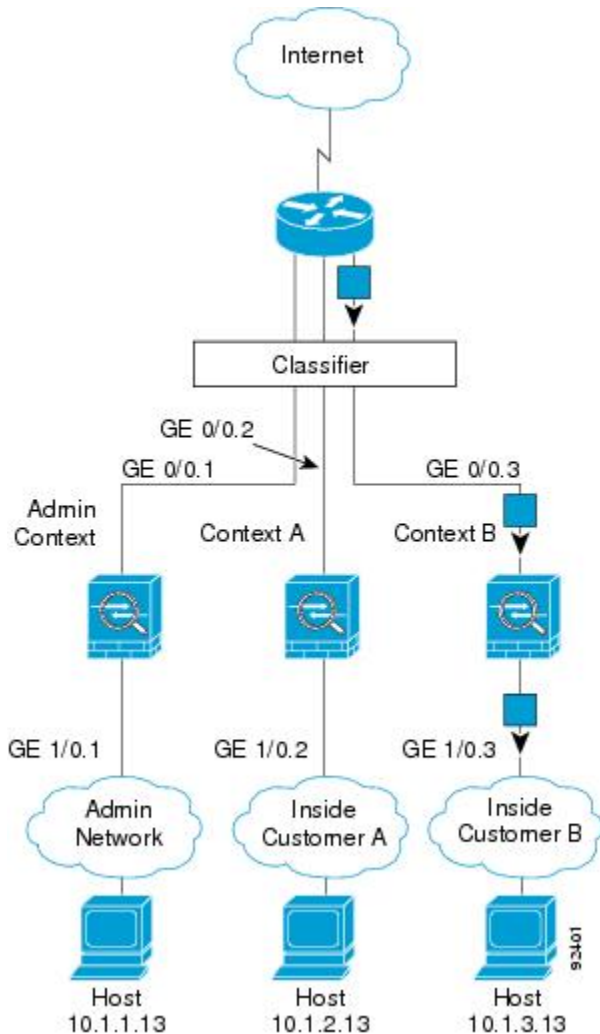 Internet
Classifier
GE 0/0.2
GE 0/0.1
GE 0/0.3
Admin
Context
Context A
Context B
GE 1/0.1
GE 1/0.2
GE 1/0.3
Admin
Network
Inside
Customer A
Inside
Customer B
92401
Host
10.1.1.13
Host
10.1.2.13
Host
10.1.3.13